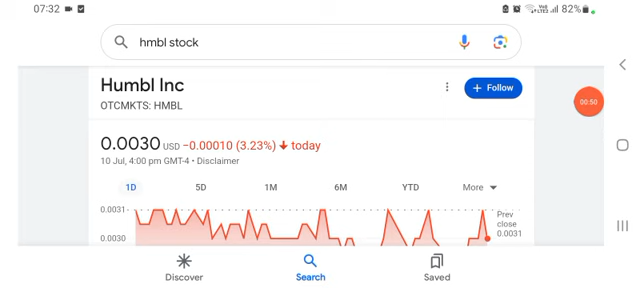 07:32 82%
hmbl stock
Humbl Inc
+ Follow
00:50
OTCMKTS: HMBL
0.0030 USD −0.00010 (3.23%) ↓ today
10 Jul, 4:00 pm GMT-4 • Disclaimer
1D 5D 1M 6M YTD More
0.0031
Prev
close
0.0031
0.0030
Discover Search Saved